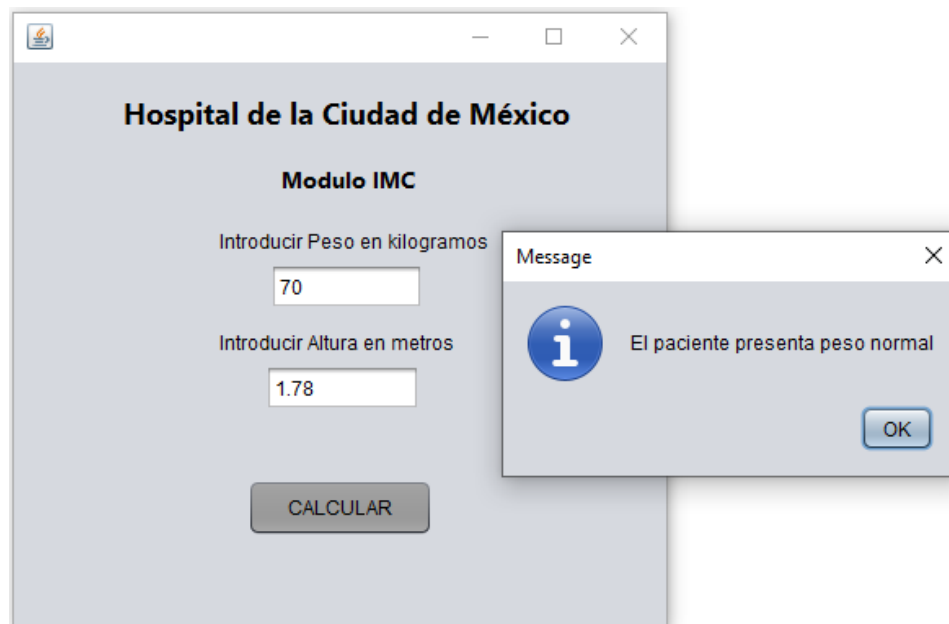 Hospital de la Ciudad de México
Modulo IMC
Introducir Peso en kilogramos
70
Introducir Altura en metros
1.78
CALCULAR
Message
El paciente presenta peso normal
OK